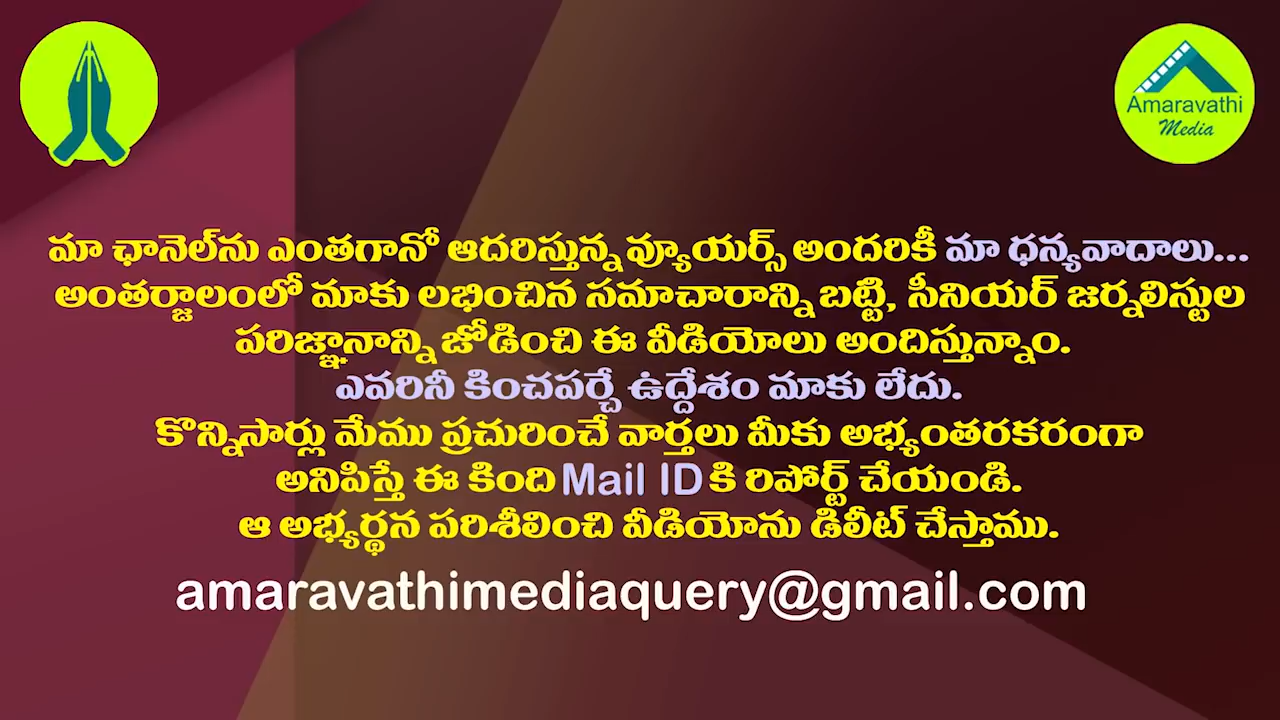 Amaravathi
Media
మా ఛానెల్‌ను ఎంతగానో ఆదరిస్తున్న వ్యూయర్స్ అందరికీ మా ధన్యవాదాలు...
అంతర్జాలంలో మాకు లభించిన సమాచారాన్ని బట్టి, సీనియర్ జర్నలిస్టుల
పరిజ్ఞానాన్ని జోడించి ఈ వీడియోలు అందిస్తున్నాం.
ఎవరినీ కించపర్చే ఉద్దేశం మాకు లేదు.
కొన్నిసార్లు మేము ప్రచురించే వార్తలు మీకు అభ్యంతరకరంగా
అనిపిస్తే ఈ కింది Mail ID కి రిపోర్ట్ చేయండి.
ఆ అభ్యర్థన పరిశీలించి వీడియోను డిలీట్ చేస్తాము.
amaravathimediaquery@gmail.com